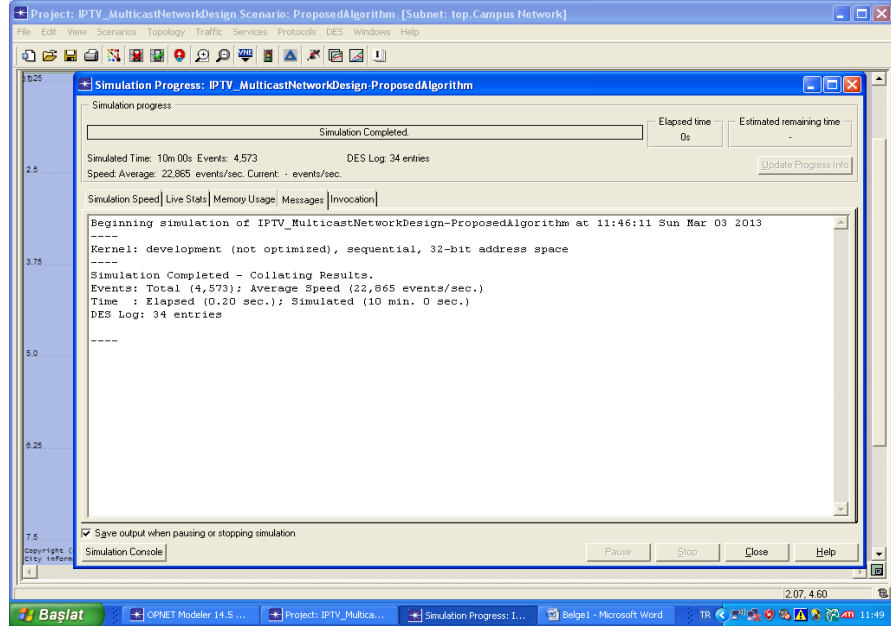 Project: IPTV_MulticastNetworkDesign Scenario: ProposedAlgorithm [Subnet: top.Campus Network]
File Edit View Scenarios Topology Traffic Services Protocols DES Windows Help
Simulation Progress: IPTV_MulticastNetworkDesign-ProposedAlgorithm
Simulation progress
Simulation Completed.
Elapsed time
0s
Estimated remaining time
-
Simulated Time: 10m 00s Events: 4,573 DES Log: 34 entries
Speed: Average: 22,865 events/sec. Current: - events/sec.
Update Progress Info
Simulation Speed Live Stats Memory Usage Messages Invocation
Beginning simulation of IPTV_MulticastNetworkDesign-ProposedAlgorithm at 11:46:11 Sun Mar 03 2013
----
Kernel: development (not optimized), sequential, 32-bit address space
----
Simulation Completed - Collating Results.
Events: Total (4,573); Average Speed (22,865 events/sec.)
Time : Elapsed (0.20 sec.); Simulated (10 min. 0 sec.)
DES Log: 34 entries
----
Save output when pausing or stopping simulation
Simulation Console Pause Stop Close Help
2.5
3.75
5.0
6.25
7.5
Copyright (
City inform
2.07, 4.60
Başlat OPNET Modeler 14.5 ... Project: IPTV_Multica... Simulation Progress: I... Belge1 - Microsoft Word TR 11:49